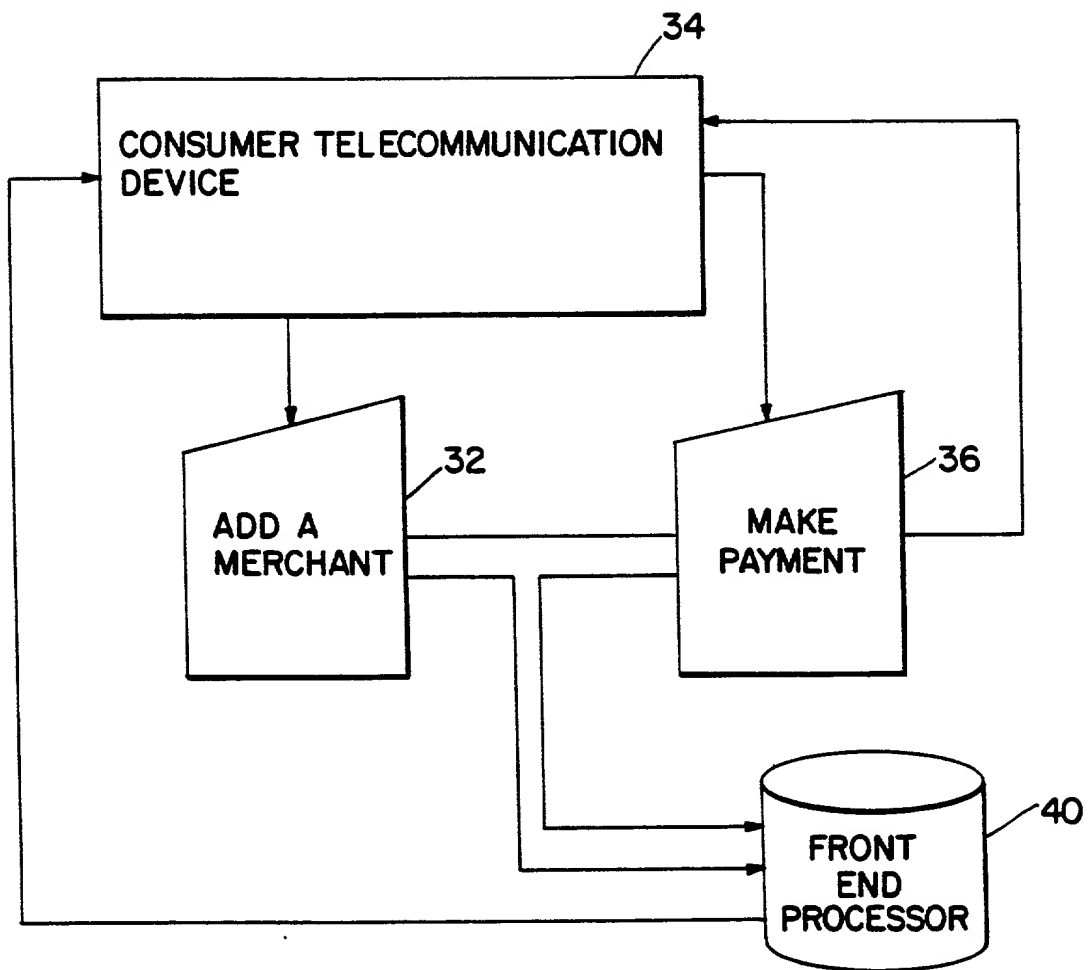 34
CONSUMER TELECOMMUNICATION
DEVICE
32
ADD A
MERCHANT
36
MAKE
PAYMENT
40
FRONT
END
PROCESSOR